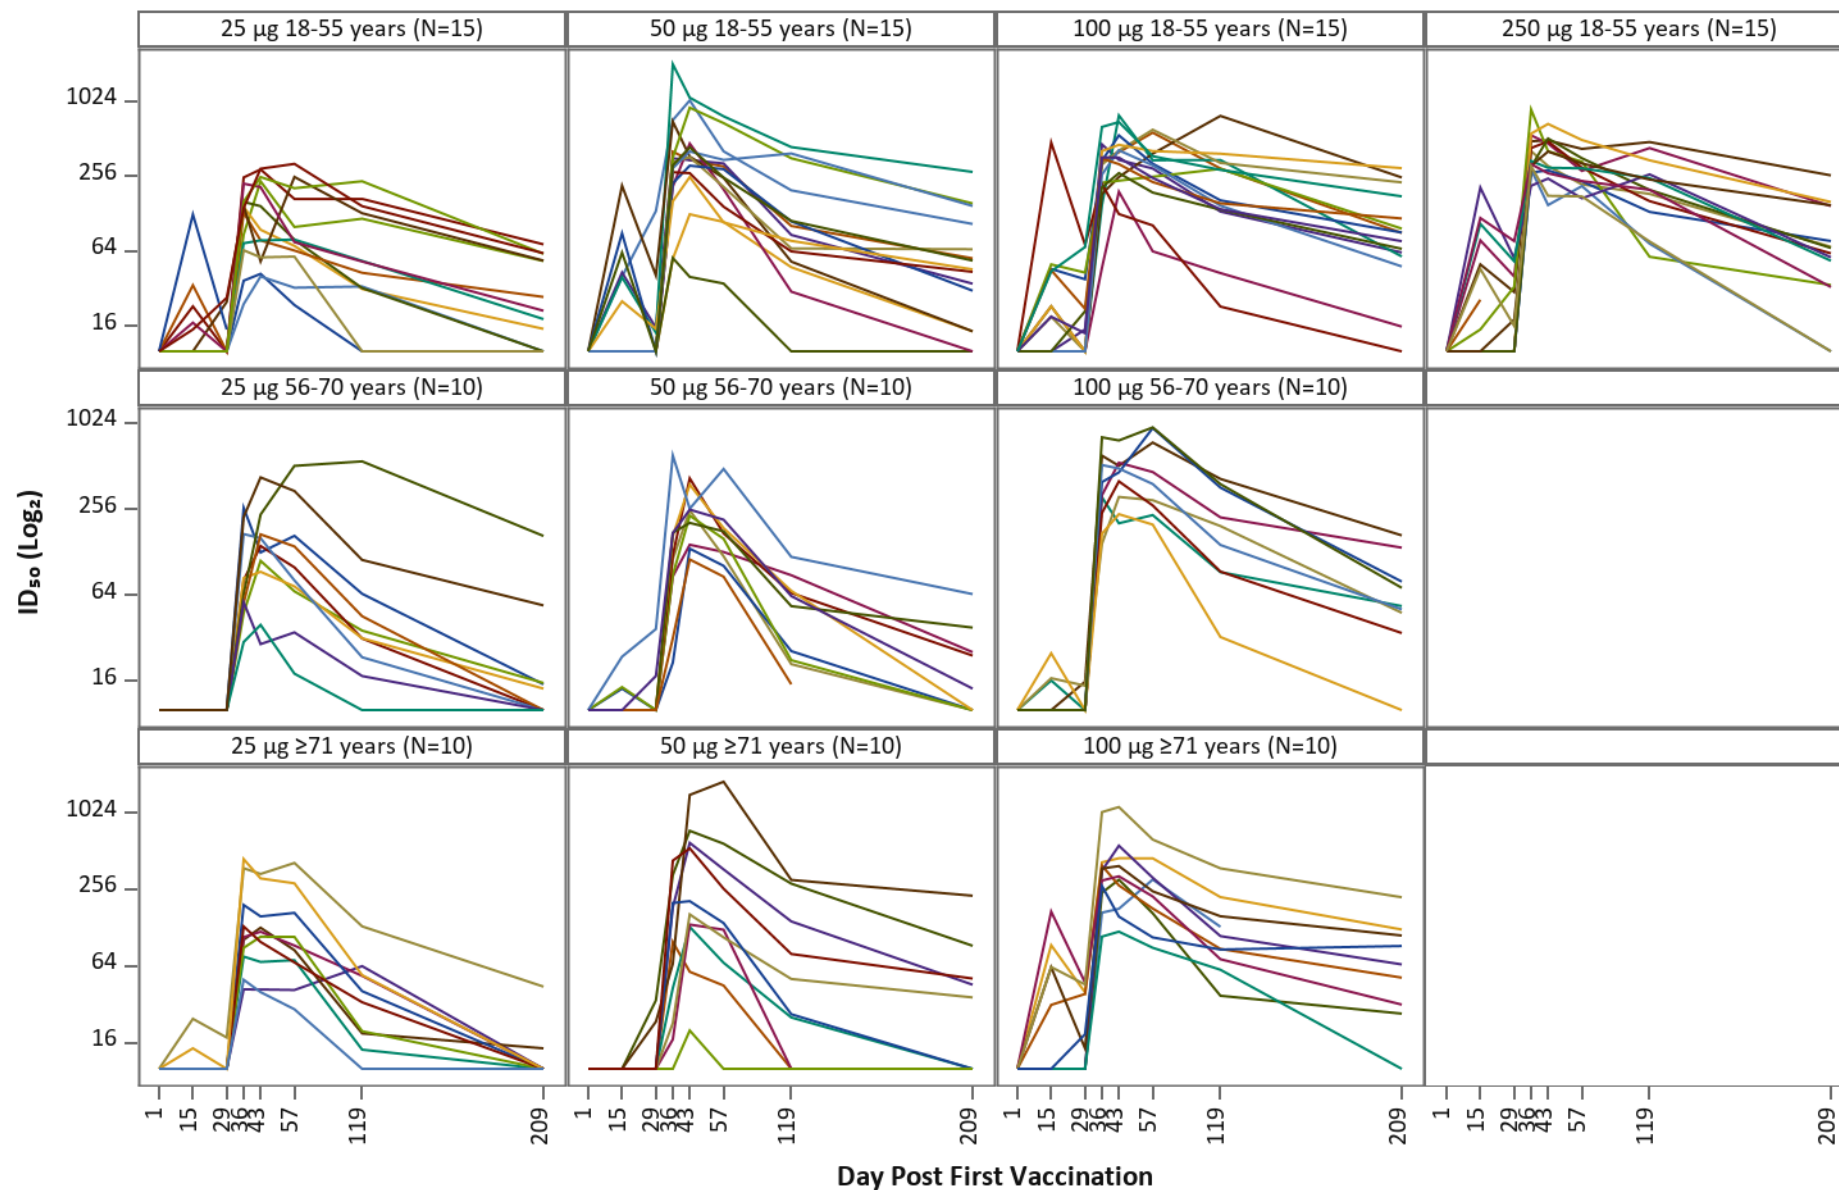 25 µg 18-55 years (N=15)
50 µg 18-55 years (N=15)
100 µg 18-55 years (N=15)
250 µg 18-55 years (N=15)
1024
256
64
16
25 µg 56-70 years (N=10)
50 µg 56-70 years (N=10)
100 µg 56-70 years (N=10)
1024
256
64
16
ID₅₀ (Log₂)
25 µg ≥71 years (N=10)
50 µg ≥71 years (N=10)
100 µg ≥71 years (N=10)
1024
256
64
16
1 15 29 36 43 57 119 209
1 15 29 36 43 57 119 209
1 15 29 36 43 57 119 209
1 15 29 36 43 57 119 209
Day Post First Vaccination